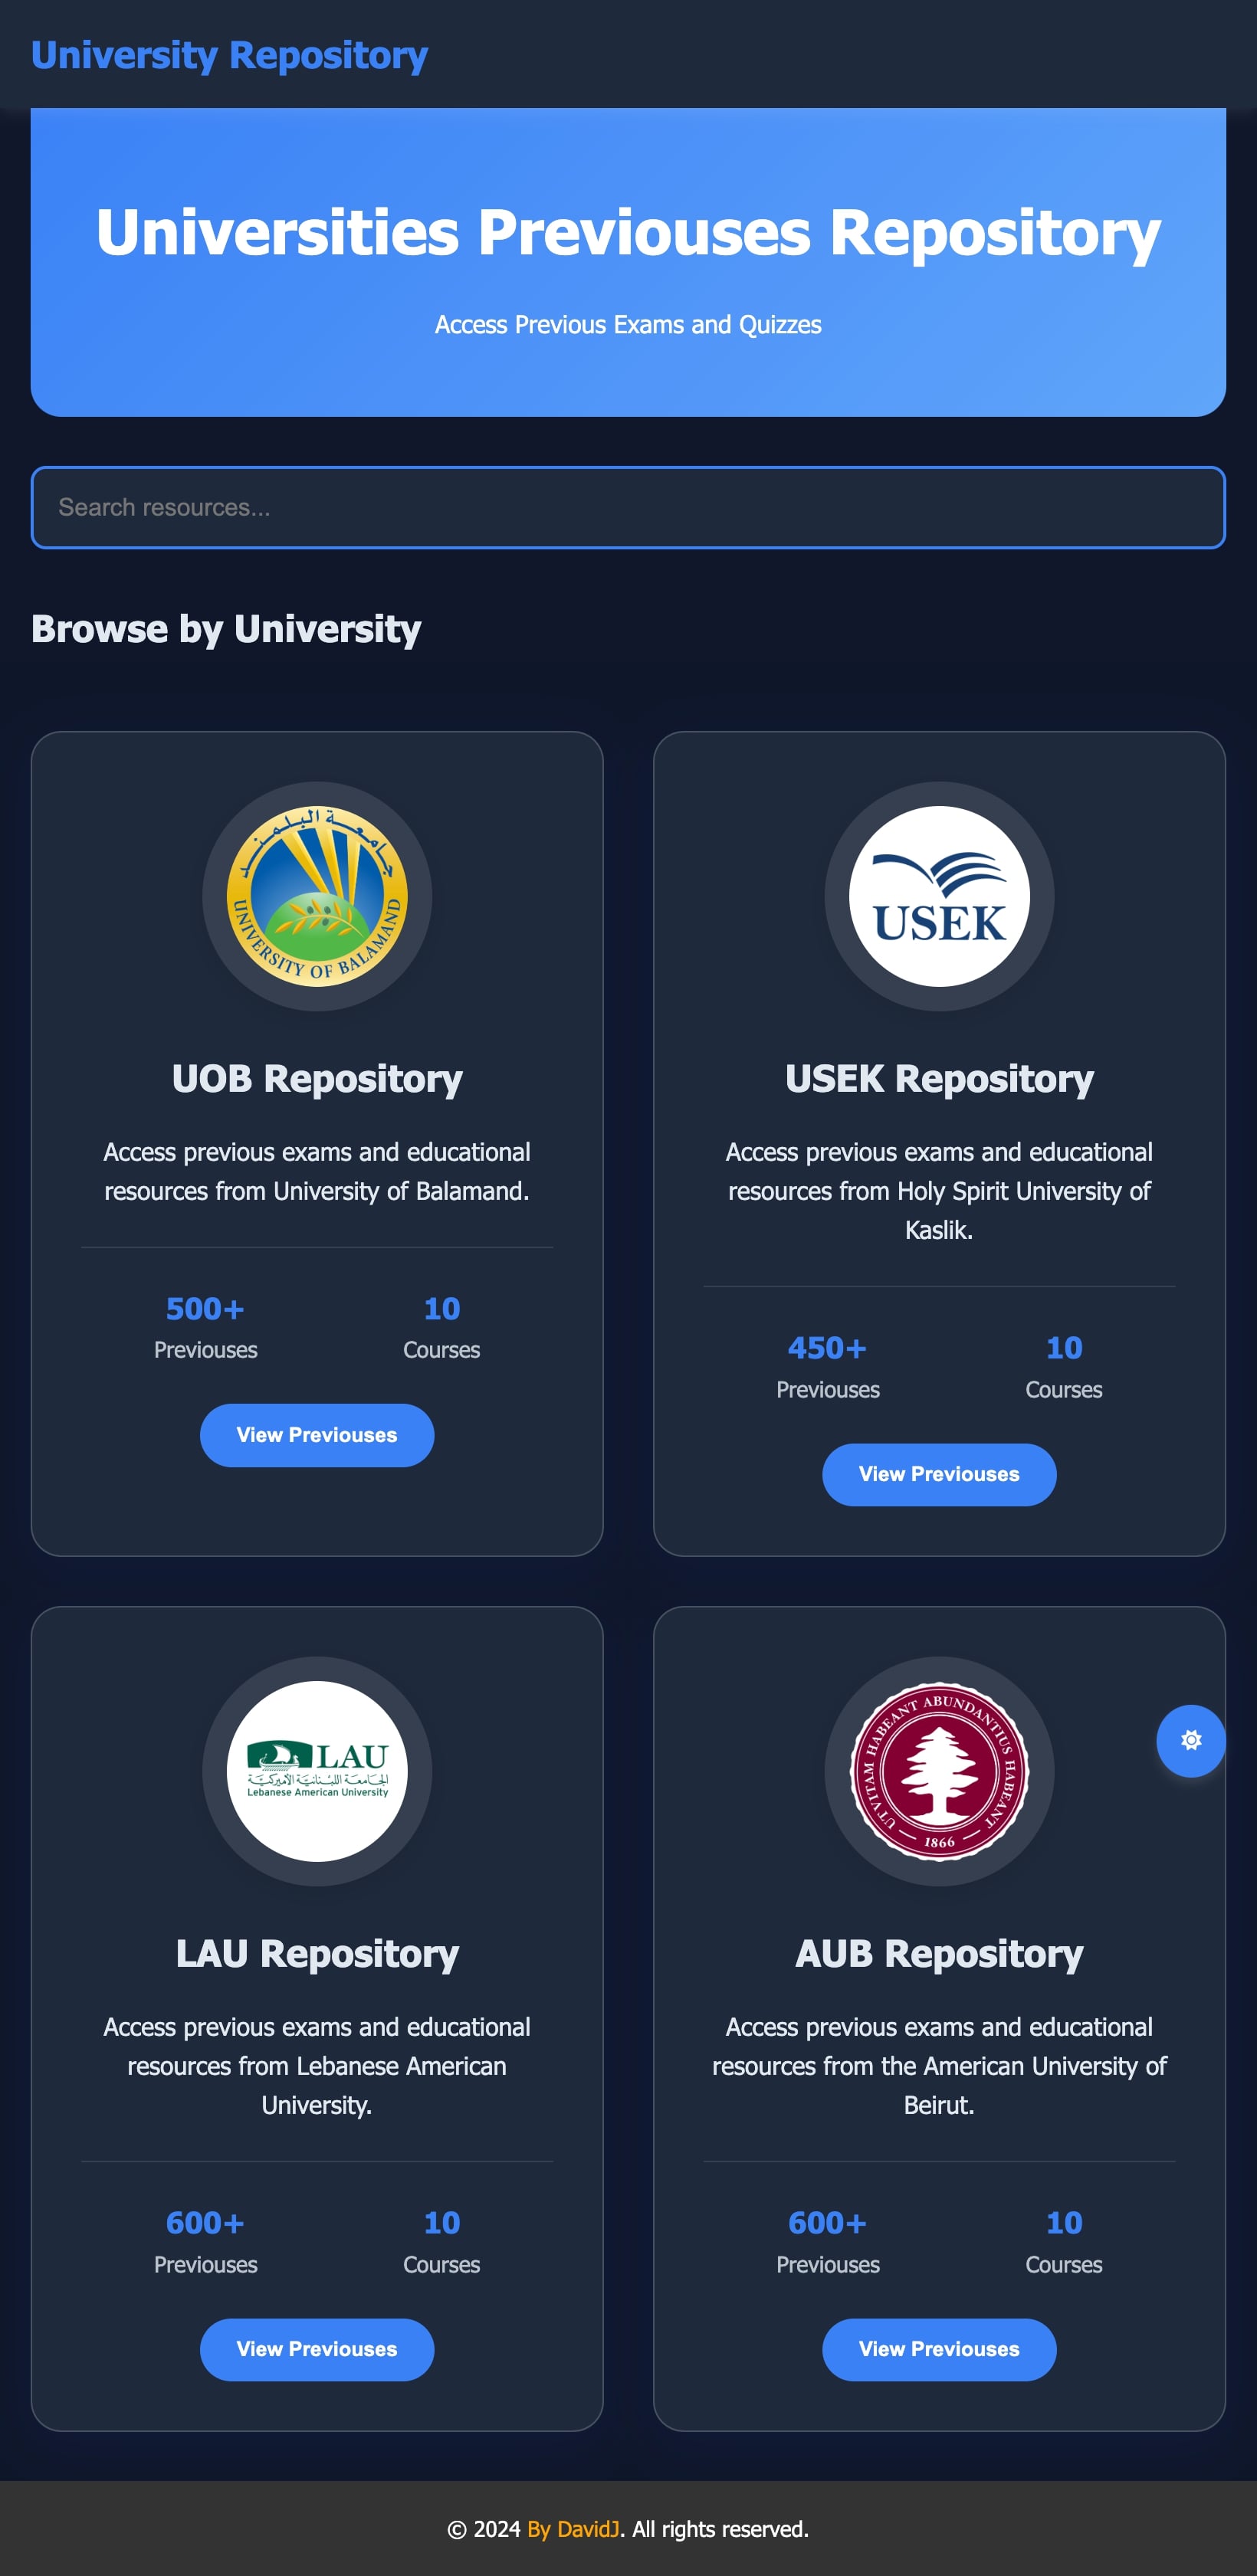 University Repository
Universities Previouses Repository
Access Previous Exams and Quizzes
Search resources...
Browse by University
جامعة البلمند
UNIVERSITY OF BALAMAND
UOB Repository
Access previous exams and educational
resources from University of Balamand.
500+
10
Previouses
Courses
View Previouses
USEK
USEK Repository
Access previous exams and educational
resources from Holy Spirit University of
Kaslik.
450+
10
Previouses
Courses
View Previouses
LAU
الجامعة اللبنانية الأميركية
Lebanese American University
LAU Repository
Access previous exams and educational
resources from Lebanese American
University.
600+
10
Previouses
Courses
View Previouses
UT VITAM HABEANT ABUNDANTIUS HABEANT
1866
AUB Repository
Access previous exams and educational
resources from the American University of
Beirut.
600+
10
Previouses
Courses
View Previouses
© 2024 By DavidJ. All rights reserved.